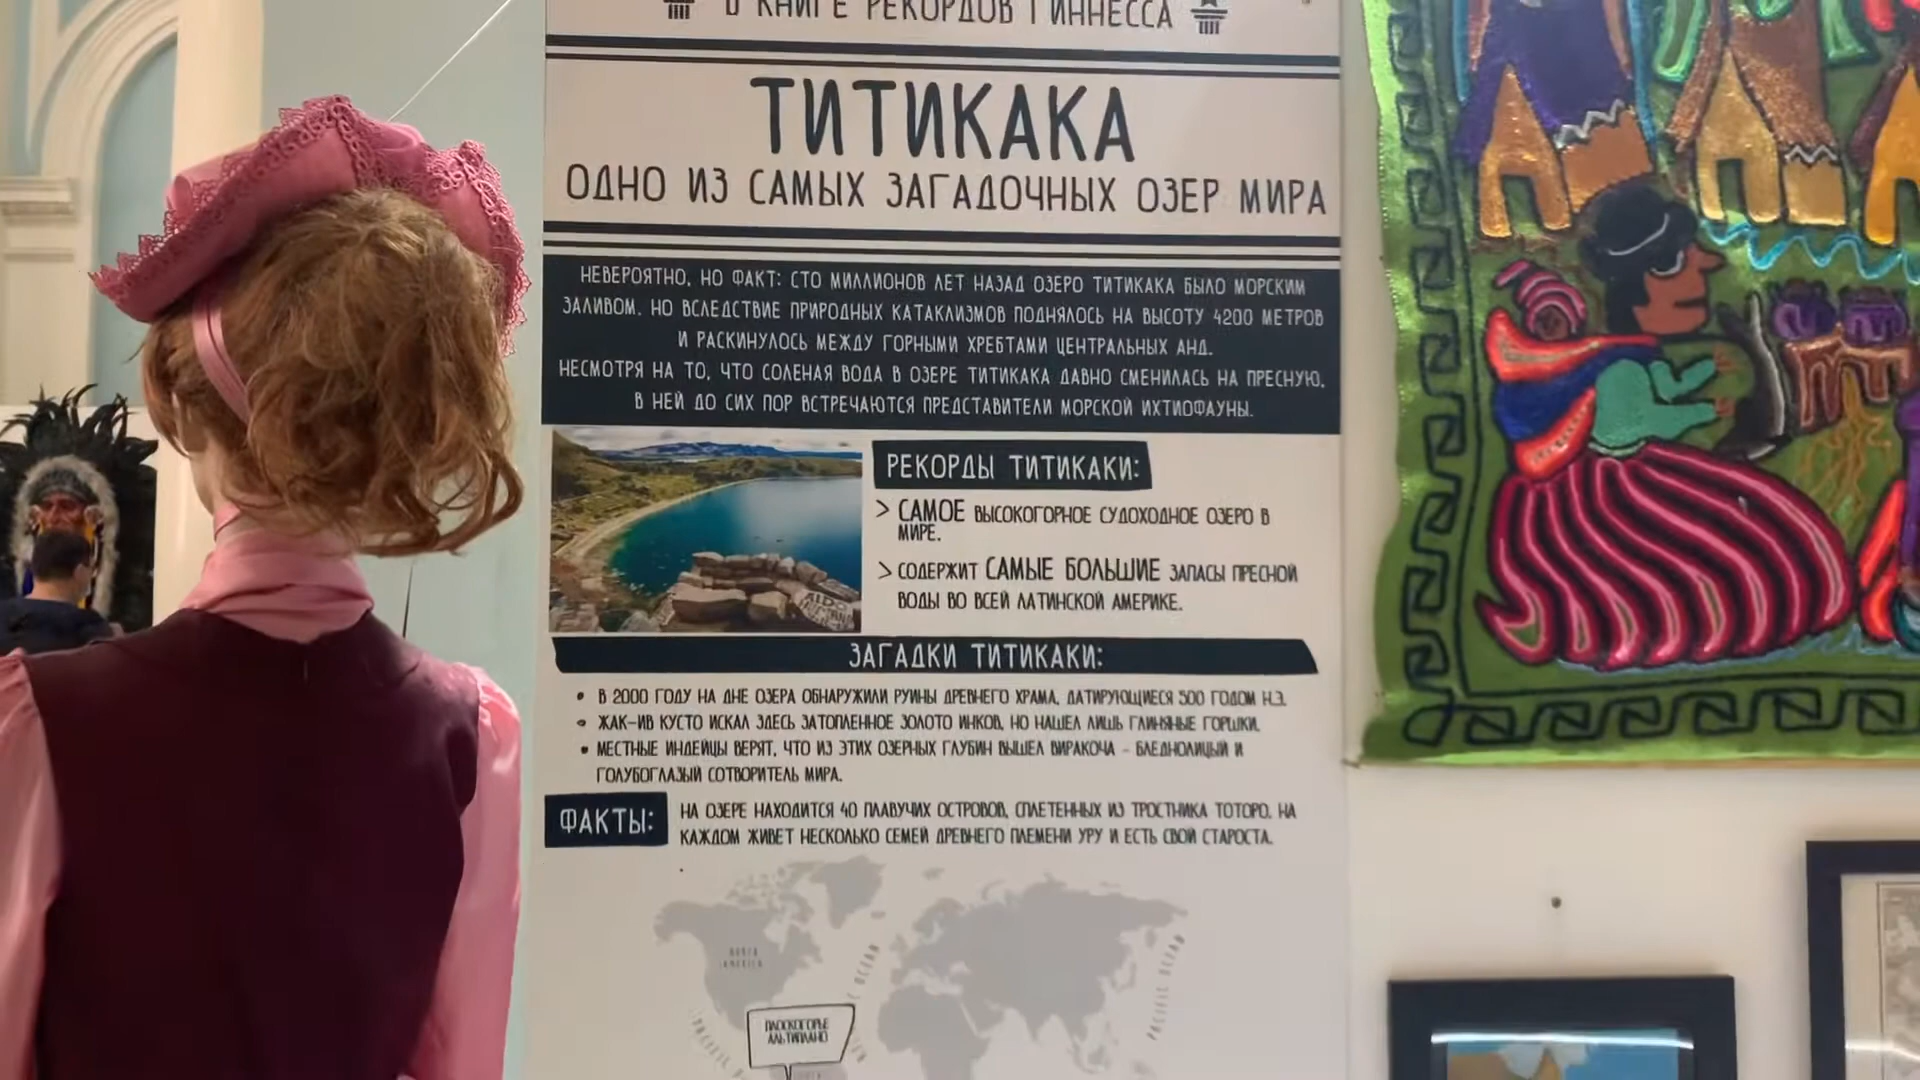 В КНИГЕ РЕКОРДОВ ГИННЕССА
ТИТИКАКА
ОДНО ИЗ САМЫХ ЗАГАДОЧНЫХ ОЗЕР МИРА
НЕВЕРОЯТНО, НО ФАКТ: СТО МИЛЛИОНОВ ЛЕТ НАЗАД ОЗЕРО ТИТИКАКА БЫЛО МОРСКИМ
ЗАЛИВОМ. НО ВСЛЕДСТВИЕ ПРИРОДНЫХ КАТАКЛИЗМОВ ПОДНЯЛОСЬ НА ВЫСОТУ 4200 МЕТРОВ
И РАСКИНУЛОСЬ МЕЖДУ ГОРНЫМИ ХРЕБТАМИ ЦЕНТРАЛЬНЫХ АНД.
НЕСМОТРЯ НА ТО, ЧТО СОЛЕНАЯ ВОДА В ОЗЕРЕ ТИТИКАКА ДАВНО СМЕНИЛАСЬ НА ПРЕСНУЮ,
В НЕЙ ДО СИХ ПОР ВСТРЕЧАЮТСЯ ПРЕДСТАВИТЕЛИ МОРСКОЙ ИХТИОФАУНЫ.
РЕКОРДЫ ТИТИКАКИ:
> САМОЕ ВЫСОКОГОРНОЕ СУДОХОДНОЕ ОЗЕРО В
МИРЕ.
> СОДЕРЖИТ САМЫЕ БОЛЬШИЕ ЗАПАСЫ ПРЕСНОЙ
ВОДЫ ВО ВСЕЙ ЛАТИНСКОЙ АМЕРИКЕ.
ЗАГАДКИ ТИТИКАКИ:
• В 2000 ГОДУ НА ДНЕ ОЗЕРА ОБНАРУЖИЛИ РУИНЫ ДРЕВНЕГО ХРАМА, ДАТИРУЮЩИЕСЯ 500 ГОДОМ Н.Э.
• ЖАК-ИВ КУСТО ИСКАЛ ЗДЕСЬ ЗАТОПЛЕННОЕ ЗОЛОТО ИНКОВ, НО НАШЕЛ ЛИШЬ ГЛИНЯНЫЕ ГОРШКИ.
• МЕСТНЫЕ ИНДЕЙЦЫ ВЕРЯТ, ЧТО ИЗ ЭТИХ ОЗЕРНЫХ ГЛУБИН ВЫШЕЛ ВИРАКОЧА - БЛЕДНОЛИЦЫЙ И
ГОЛУБОГЛАЗЫЙ СОТВОРИТЕЛЬ МИРА.
ФАКТЫ:
НА ОЗЕРЕ НАХОДИТСЯ 40 ПЛАВУЧИХ ОСТРОВОВ, СПЛЕТЕННЫХ ИЗ ТРОСТНИКА ТОТОРО. НА
КАЖДОМ ЖИВЕТ НЕСКОЛЬКО СЕМЕЙ ДРЕВНЕГО ПЛЕМЕНИ УРУ И ЕСТЬ СВОЙ СТАРОСТА.
AMERICA
OCEAN
PACIFIC OCEAN
ПЛОСКОГОРЬЕ
АЛЬТИПЛАНО
PACIFIC